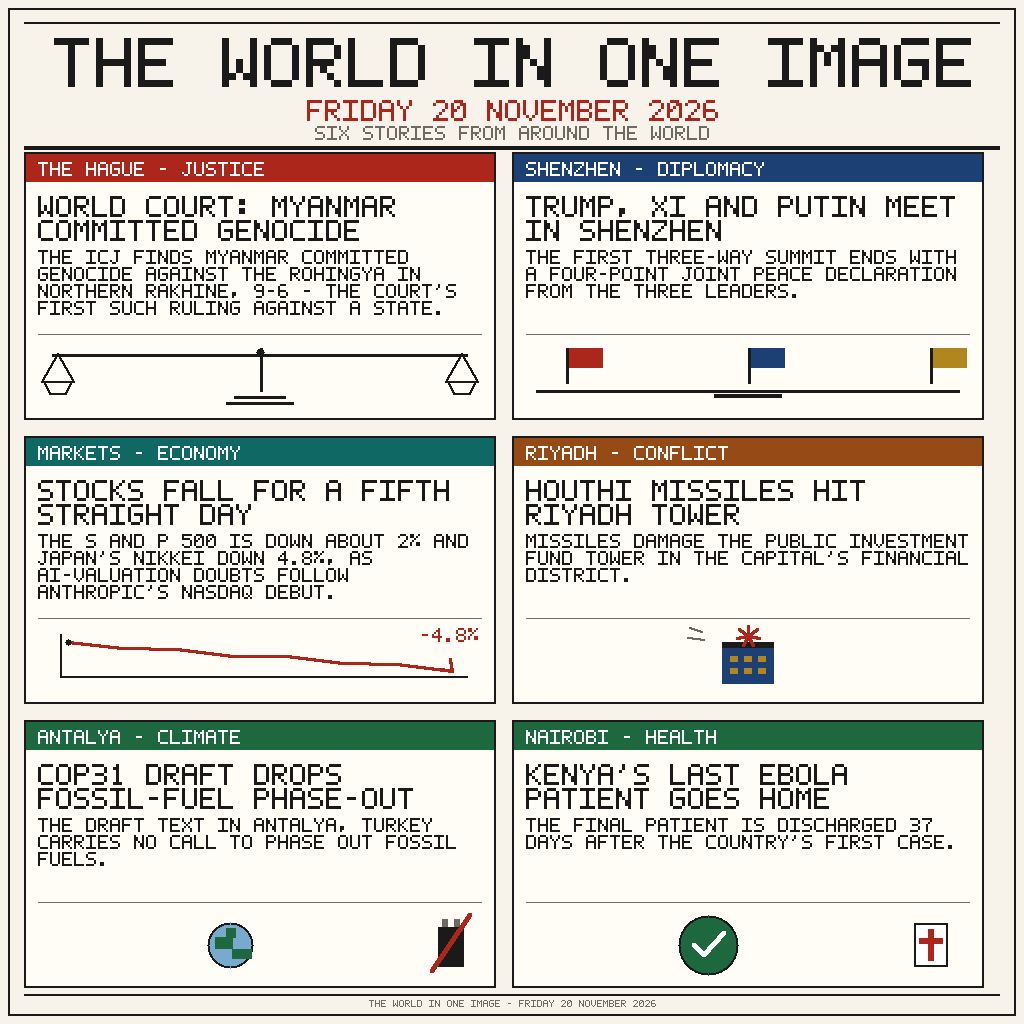 THE WORLD IN ONE IMAGE
FRIDAY 20 NOVEMBER 2026
SIX STORIES FROM AROUND THE WORLD
THE HAGUE - JUSTICE
WORLD COURT: MYANMAR
COMMITTED GENOCIDE
THE ICJ FINDS MYANMAR COMMITTED
GENOCIDE AGAINST THE ROHINGYA IN
NORTHERN RAKHINE, 9-6 - THE COURT'S
FIRST SUCH RULING AGAINST A STATE.
SHENZHEN - DIPLOMACY
TRUMP, XI AND PUTIN MEET
IN SHENZHEN
THE FIRST THREE-WAY SUMMIT ENDS WITH
A FOUR-POINT JOINT PEACE DECLARATION
FROM THE THREE LEADERS.
MARKETS - ECONOMY
STOCKS FALL FOR A FIFTH
STRAIGHT DAY
THE S AND P 500 IS DOWN ABOUT 2% AND
JAPAN'S NIKKEI DOWN 4.8%, AS
AI-VALUATION DOUBTS FOLLOW
ANTHROPIC'S NASDAQ DEBUT.
-4.8%
RIYADH - CONFLICT
HOUTHI MISSILES HIT
RIYADH TOWER
MISSILES DAMAGE THE PUBLIC INVESTMENT
FUND TOWER IN THE CAPITAL'S FINANCIAL
DISTRICT.
ANTALYA - CLIMATE
COP31 DRAFT DROPS
FOSSIL-FUEL PHASE-OUT
THE DRAFT TEXT IN ANTALYA, TURKEY
CARRIES NO CALL TO PHASE OUT FOSSIL
FUELS.
NAIROBI - HEALTH
KENYA'S LAST EBOLA
PATIENT GOES HOME
THE FINAL PATIENT IS DISCHARGED 37
DAYS AFTER THE COUNTRY'S FIRST CASE.
THE WORLD IN ONE IMAGE - FRIDAY 20 NOVEMBER 2026